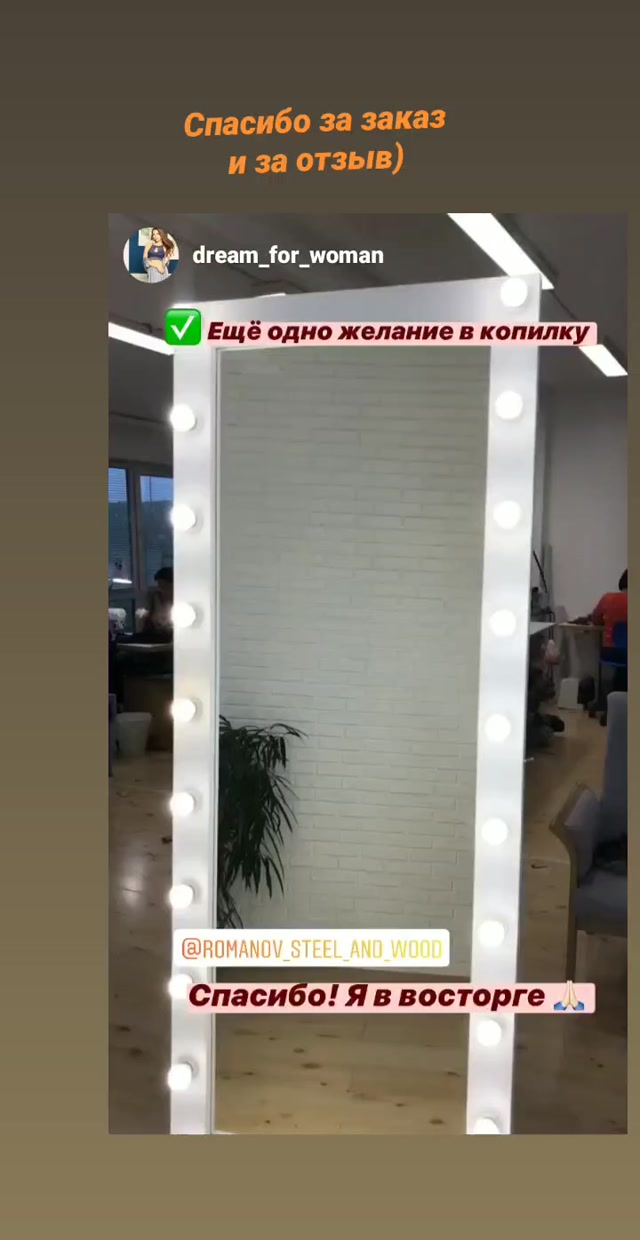 Спасибо за заказ
и за отзыв)
dream_for_woman
✅ Ещё одно желание в копилку
@ROMANOV_STEEL_AND_WOOD
Спасибо! Я в восторге 🙏🏻